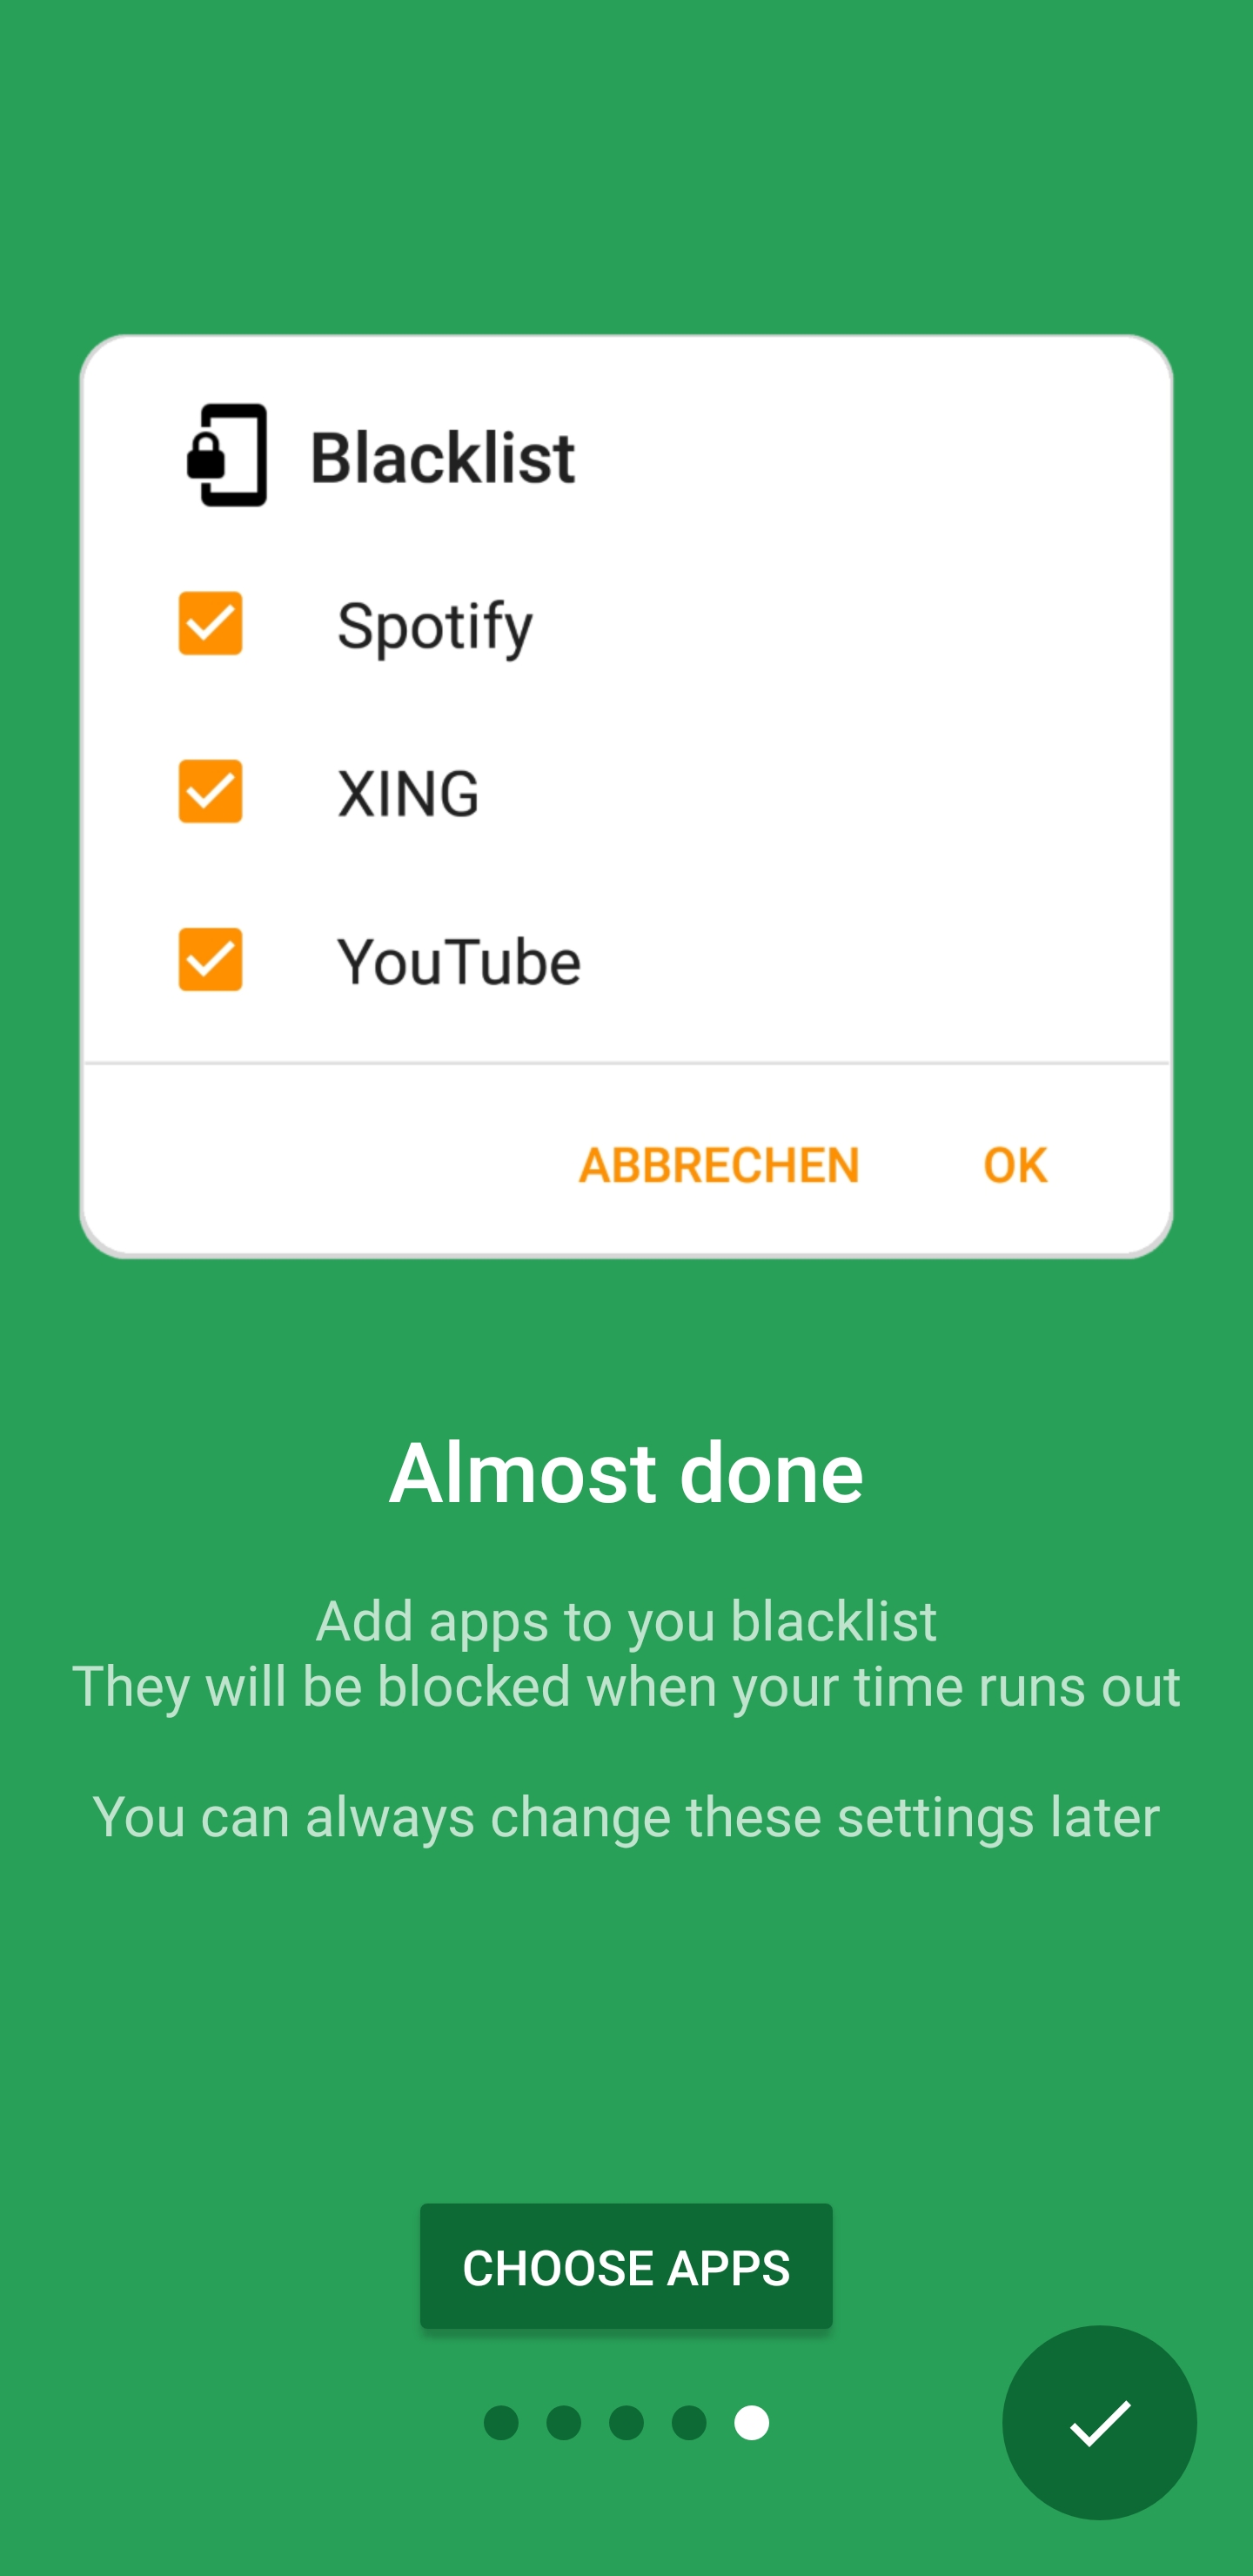 Blacklist
Spotify
XING
YouTube
ABBRECHEN OK
Almost done
Add apps to you blacklist
They will be blocked when your time runs out
You can always change these settings later
CHOOSE APPS